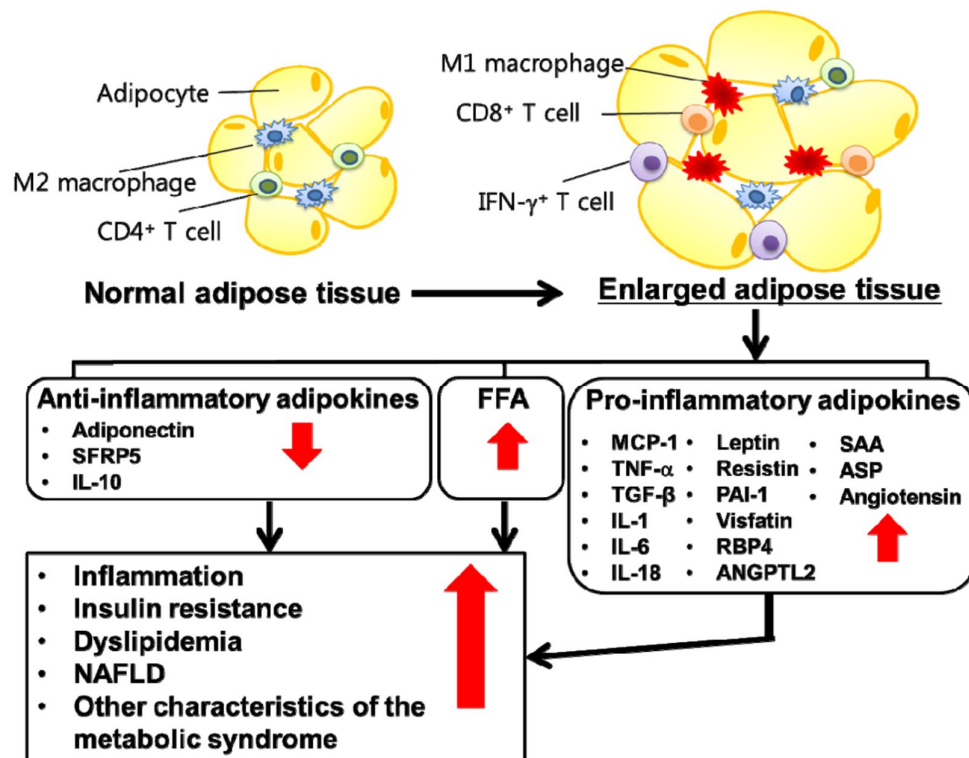 Adipocyte
M2 macrophage
CD4⁺ T cell
M1 macrophage
CD8⁺ T cell
IFN-γ⁺ T cell
Normal adipose tissue
Enlarged adipose tissue
Anti-inflammatory adipokines
• Adiponectin
• SFRP5
• IL-10
FFA
Pro-inflammatory adipokines
• MCP-1
• TNF-α
• TGF-β
• IL-1
• IL-6
• IL-18
• Leptin
• Resistin
• PAI-1
• Visfatin
• RBP4
• ANGPTL2
• SAA
• ASP
• Angiotensin
• Inflammation
• Insulin resistance
• Dyslipidemia
• NAFLD
• Other characteristics of the
metabolic syndrome